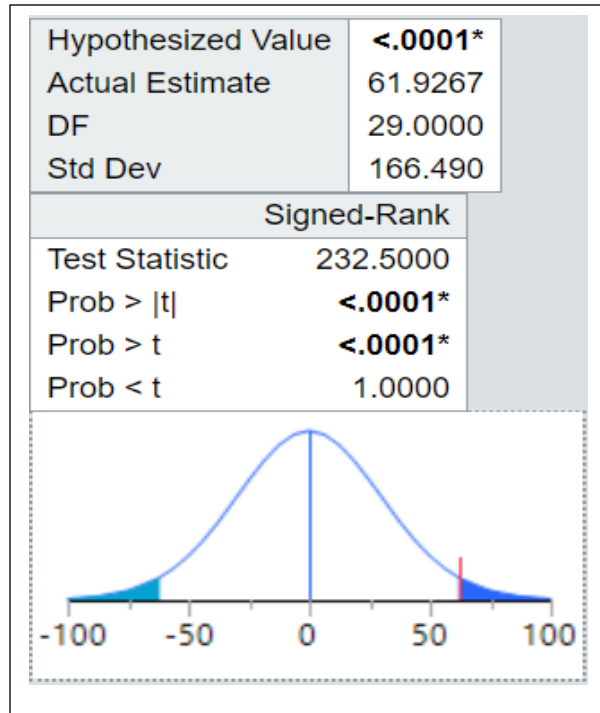 Hypothesized Value <.0001*
Actual Estimate 61.9267
DF 29.0000
Std Dev 166.490
Signed-Rank
Test Statistic 232.5000
Prob > |t| <.0001*
Prob > t <.0001*
Prob < t 1.0000
-100 -50 0 50 100